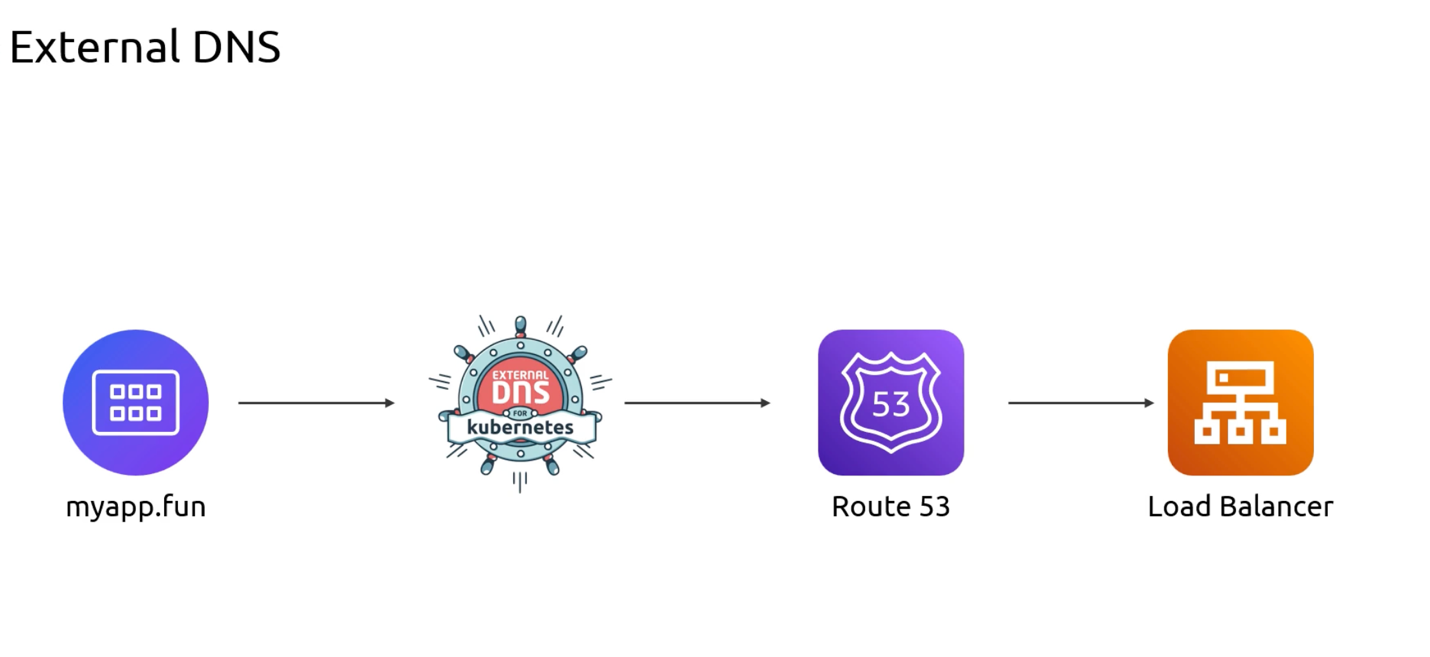 External DNS
EXTERNAL
DNS
FOR
kubernetes
53
myapp.fun
Route 53
Load Balancer